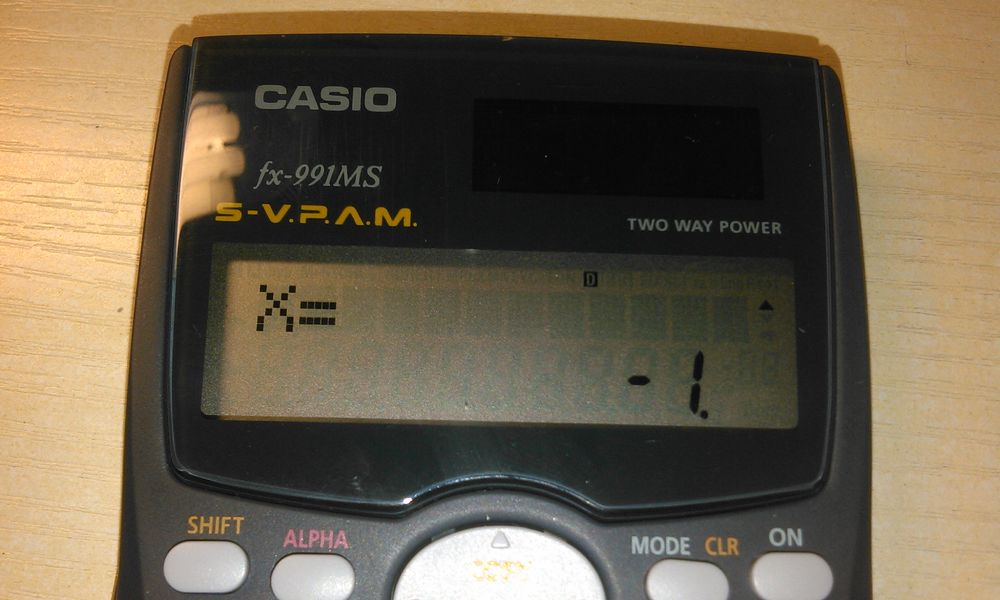 CASIO
fx-991MS
S-V.P.A.M.
TWO WAY POWER
D
X=
-1.
SHIFT
ALPHA
MODE CLR
ON